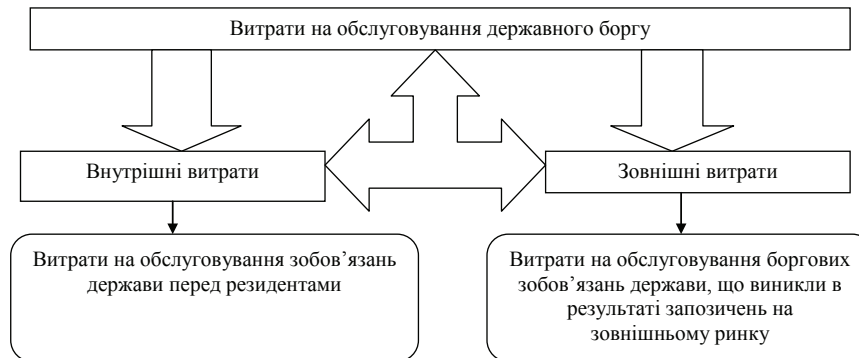 Витрати на обслуговування державного боргу
Внутрішні витрати
Зовнішні витрати
Витрати на обслуговування зобов’язань
держави перед резидентами
Витрати на обслуговування боргових
зобов’язань держави, що виникли в
результаті запозичень на
зовнішньому ринку